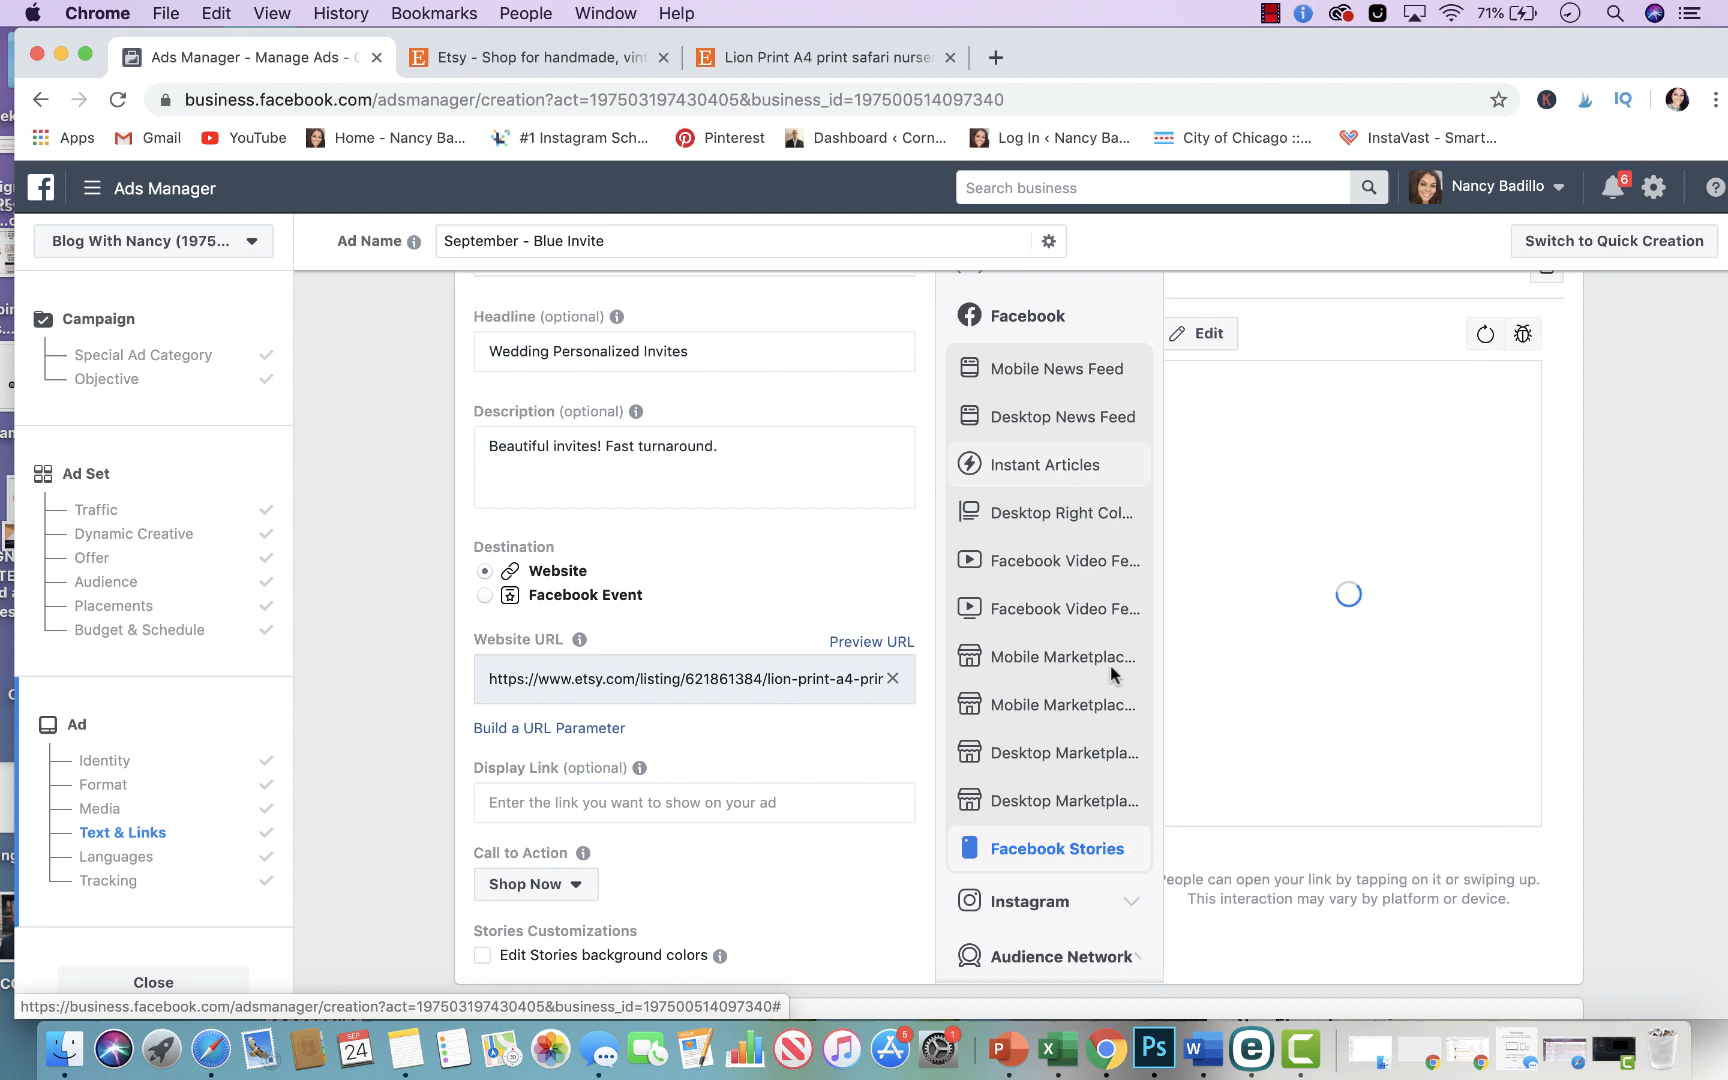 Chrome File Edit View History Bookmarks People Window Help 71%
Ads Manager - Manage Ads - Etsy - Shop for handmade, vint Lion Print A4 print safari nurse
business.facebook.com/adsmanager/creation?act=197503197430405&business_id=197500514097340 IQ
Apps Gmail YouTube Home - Nancy Ba... #1 Instagram Sch... Pinterest Dashboard ‹ Corn... Log In ‹ Nancy Ba... City of Chicago ::... InstaVast - Smart...
Ads Manager Search business Nancy Badillo 6
Blog With Nancy (1975... Ad Name September - Blue Invite Switch to Quick Creation
Campaign
Special Ad Category
Objective
Ad Set
Traffic
Dynamic Creative
Offer
Audience
Placements
Budget & Schedule
Ad
Identity
Format
Media
Text & Links
Languages
Tracking
Close
Headline (optional)
Wedding Personalized Invites
Description (optional)
Beautiful invites! Fast turnaround.
Destination
Website
Facebook Event
Website URL Preview URL
https://www.etsy.com/listing/621861384/lion-print-a4-prin
Build a URL Parameter
Display Link (optional)
Enter the link you want to show on your ad
Call to Action
Shop Now
Stories Customizations
Edit Stories background colors
Facebook
Mobile News Feed
Desktop News Feed
Instant Articles
Desktop Right Col...
Facebook Video Fe...
Facebook Video Fe...
Mobile Marketplac...
Mobile Marketplac...
Desktop Marketpla...
Desktop Marketpla...
Facebook Stories
Instagram
Audience Network
Edit
People can open your link by tapping on it or swiping up.
This interaction may vary by platform or device.
https://business.facebook.com/adsmanager/creation?act=197503197430405&business_id=197500514097340#
SEP
24
5
1
P X Ps W e C